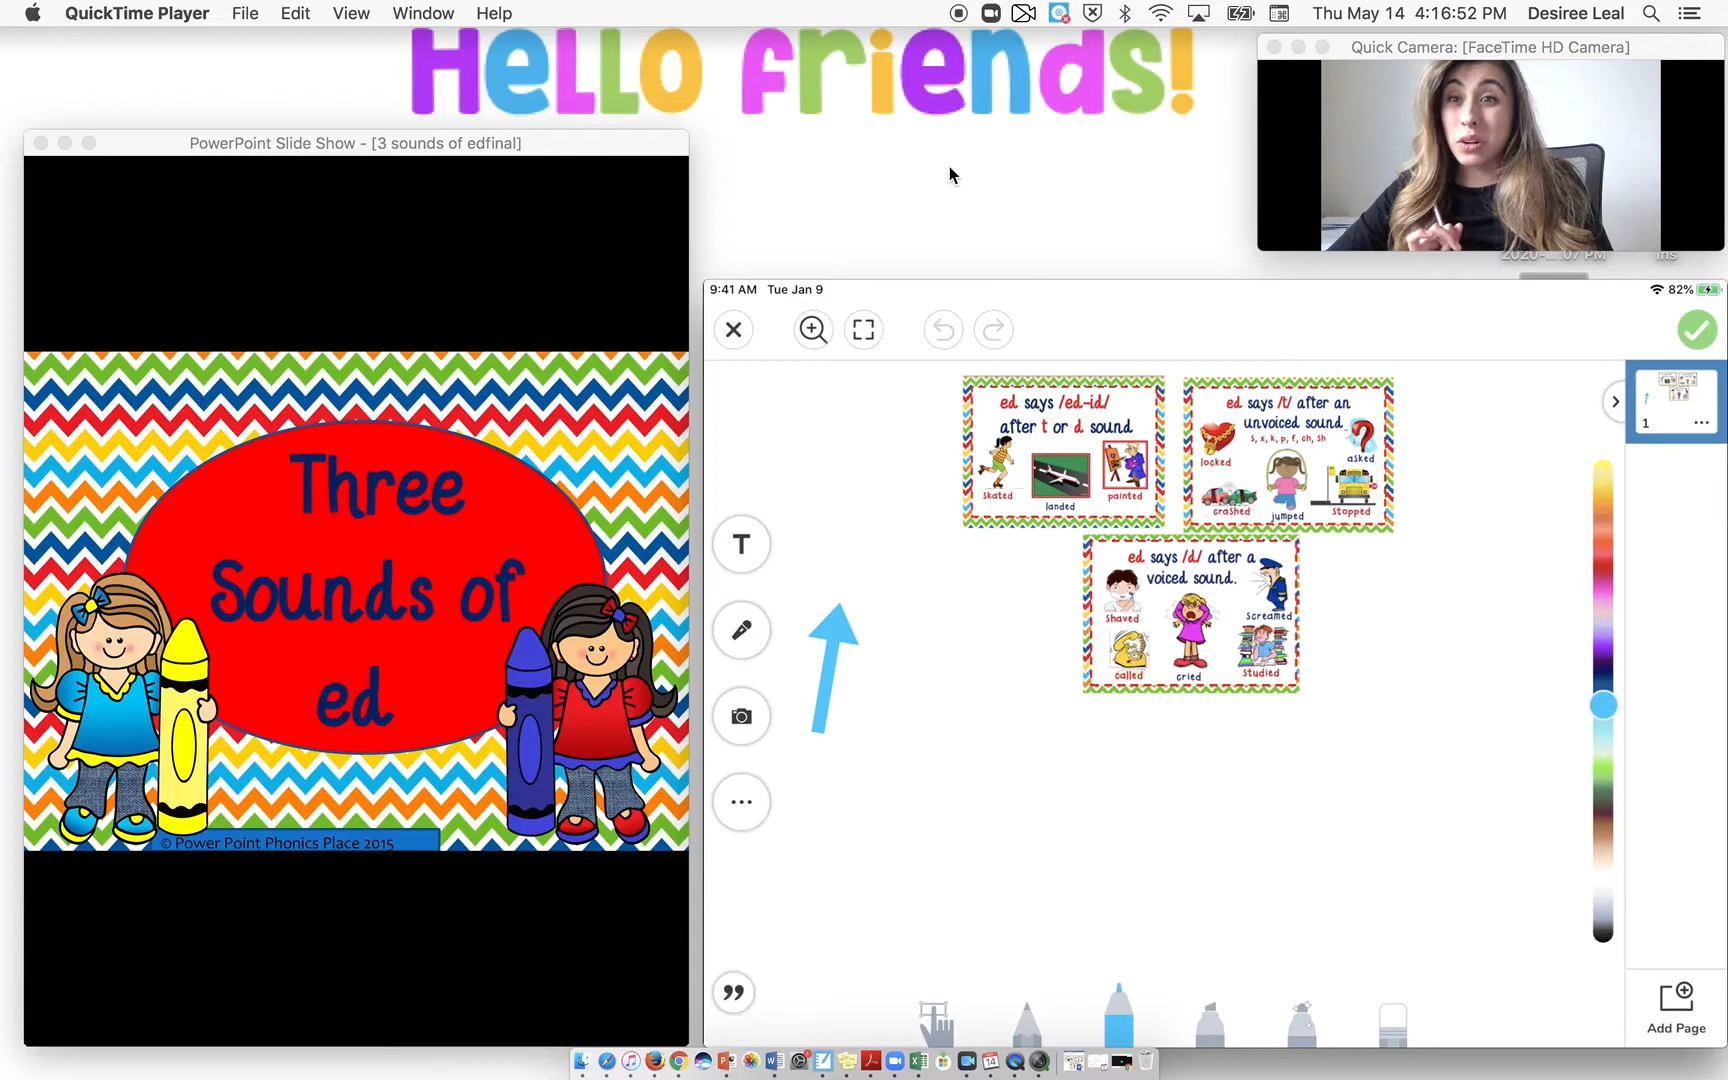 QuickTime Player File Edit View Window Help Thu May 14 4:16:52 PM Desiree Leal
Hello friends!
Quick Camera: [FaceTime HD Camera]
PowerPoint Slide Show - [3 sounds of edfinal]
Three
Sounds of
ed
© Power Point Phonics Place 2015
9:41 AM Tue Jan 9
82%
ed says /ed-id/
after t or d sound
skated
landed
painted
ed says /t/ after an
unvoiced sound
s, x, k, p, f, ch, sh
locked
asked
crashed
jumped
stopped
ed says /d/ after a
voiced sound.
shaved
screamed
called
cried
studied
T
1
Add Page